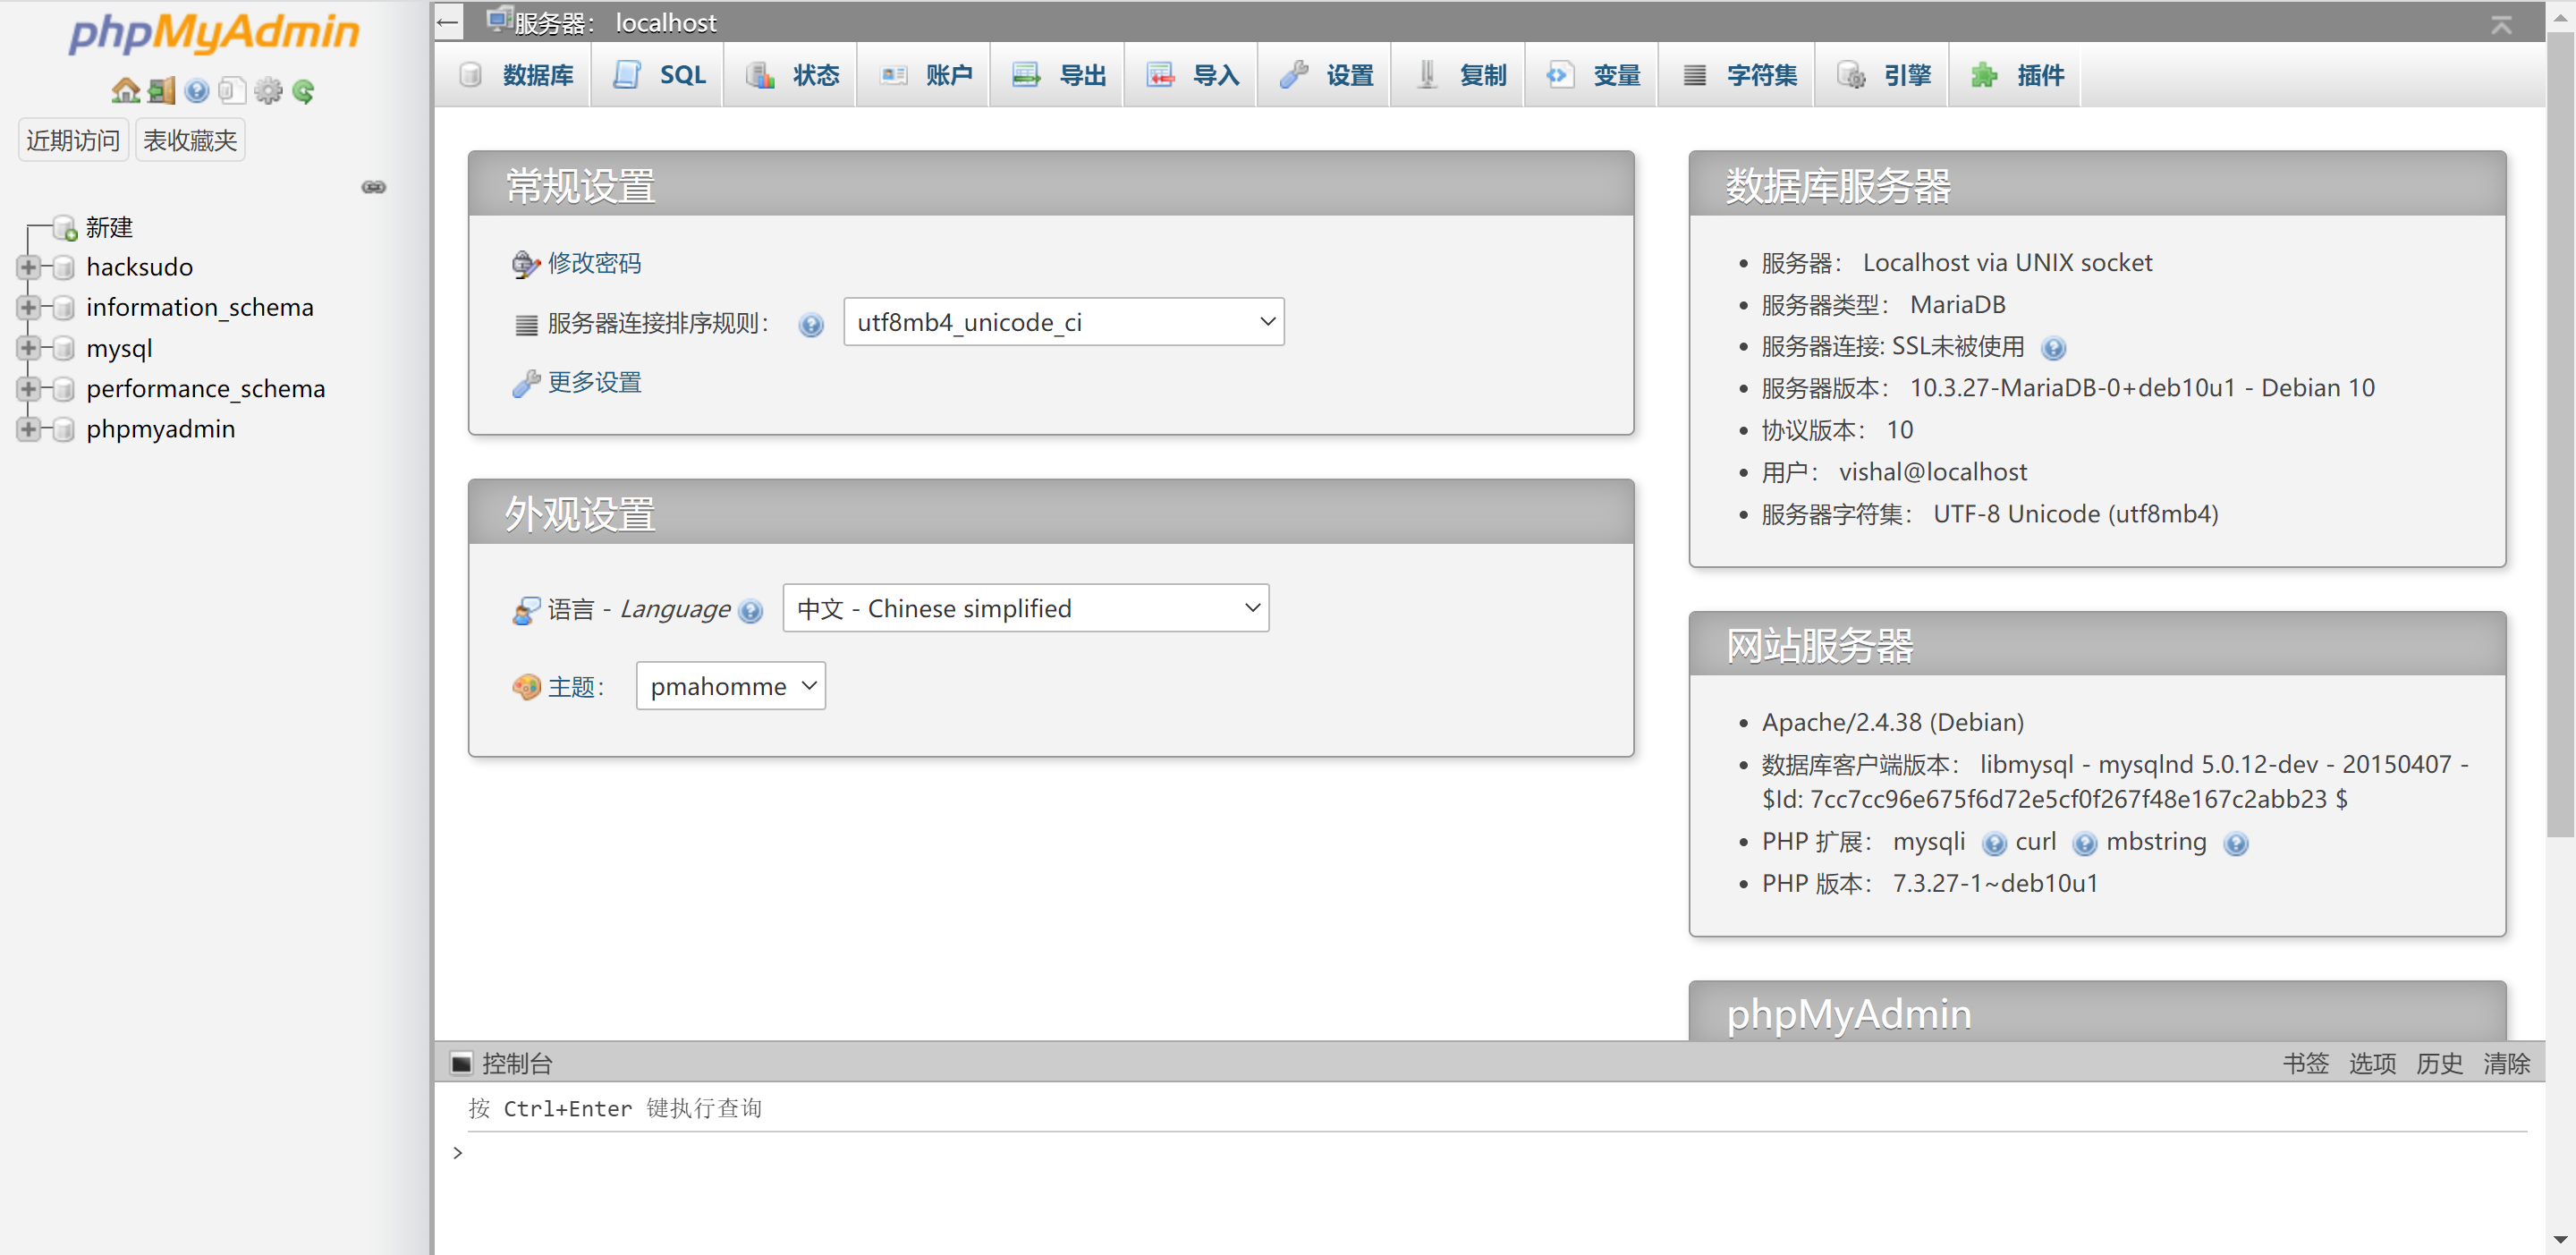 phpMyAdmin
近期访问 表收藏夹
新建
hacksudo
information_schema
mysql
performance_schema
phpmyadmin
服务器： localhost
数据库 SQL 状态 账户 导出 导入 设置 复制 变量 字符集 引擎 插件
常规设置
修改密码
服务器连接排序规则： utf8mb4_unicode_ci
更多设置
外观设置
语言 - Language 中文 - Chinese simplified
主题： pmahomme
数据库服务器
服务器： Localhost via UNIX socket
服务器类型： MariaDB
服务器连接: SSL未被使用
服务器版本： 10.3.27-MariaDB-0+deb10u1 - Debian 10
协议版本： 10
用户： vishal@localhost
服务器字符集： UTF-8 Unicode (utf8mb4)
网站服务器
Apache/2.4.38 (Debian)
数据库客户端版本： libmysql - mysqlnd 5.0.12-dev - 20150407 -
$Id: 7cc7cc96e675f6d72e5cf0f267f48e167c2abb23 $
PHP 扩展： mysqli curl mbstring
PHP 版本： 7.3.27-1~deb10u1
phpMyAdmin
控制台 书签 选项 历史 清除
按 Ctrl+Enter 键执行查询
>